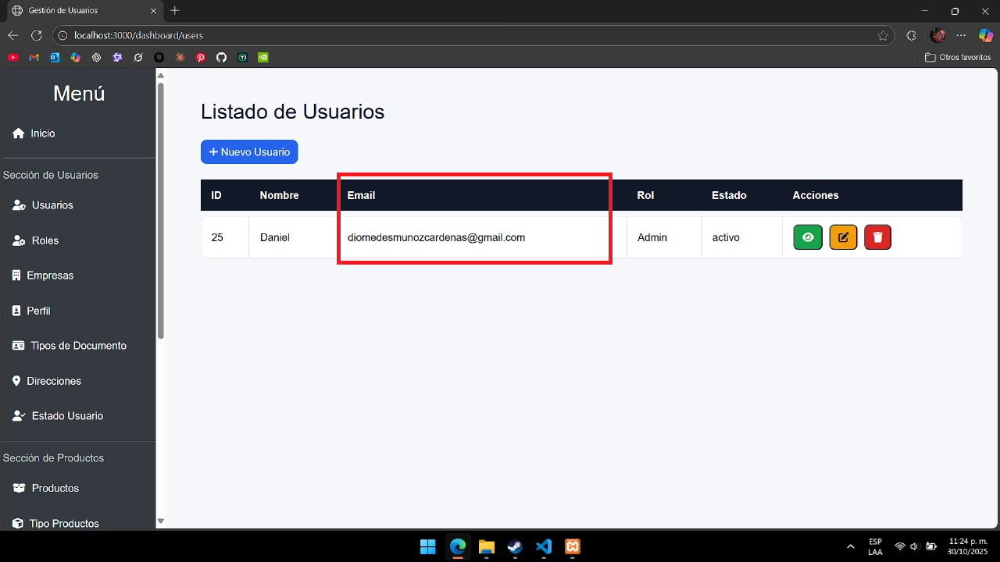 Gestión de Usuarios
localhost:3000/dashboard/users
Otros favoritos
Menú
Inicio
Sección de Usuarios
Usuarios
Roles
Empresas
Perfil
Tipos de Documento
Direcciones
Estado Usuario
Sección de Productos
Productos
Tipo Productos
Listado de Usuarios
+ Nuevo Usuario
ID Nombre Email Rol Estado Acciones
25 Daniel diomedesmunozcardenas@gmail.com Admin activo
ESP
LAA
11:24 p. m.
30/10/2025